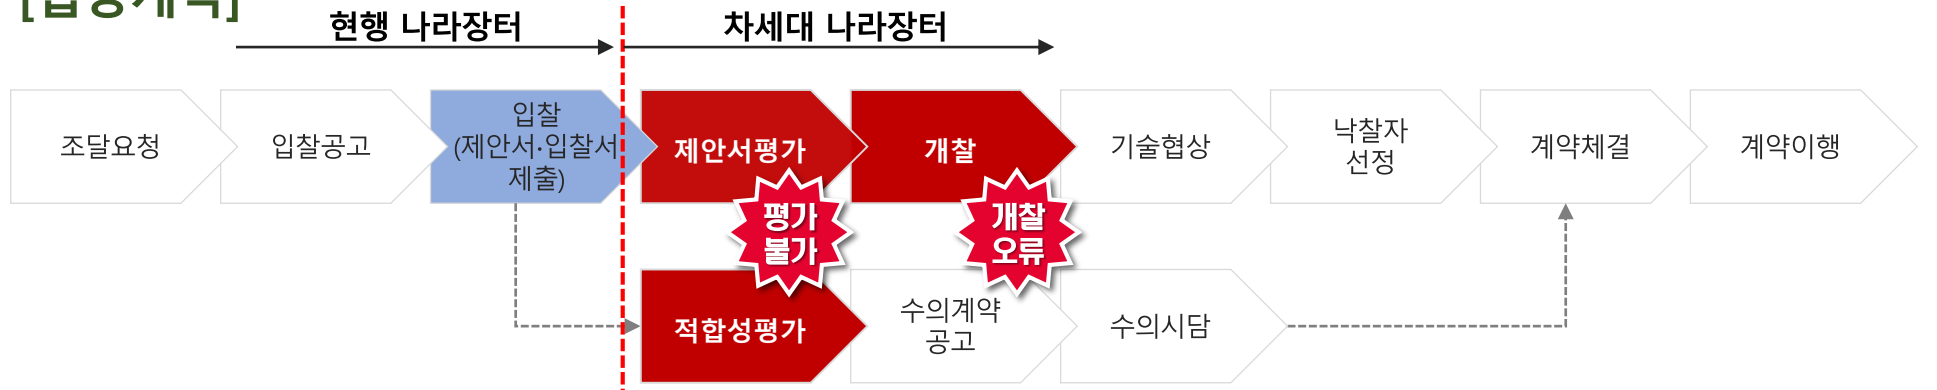 [협상계약]
현행 나라장터
차세대 나라장터
조달요청
입찰공고
입찰
(제안서·입찰서
제출)
제안서평가
개찰
기술협상
낙찰자
선정
계약체결
계약이행
평가
불가
개찰
오류
적합성평가
수의계약
공고
수의시담